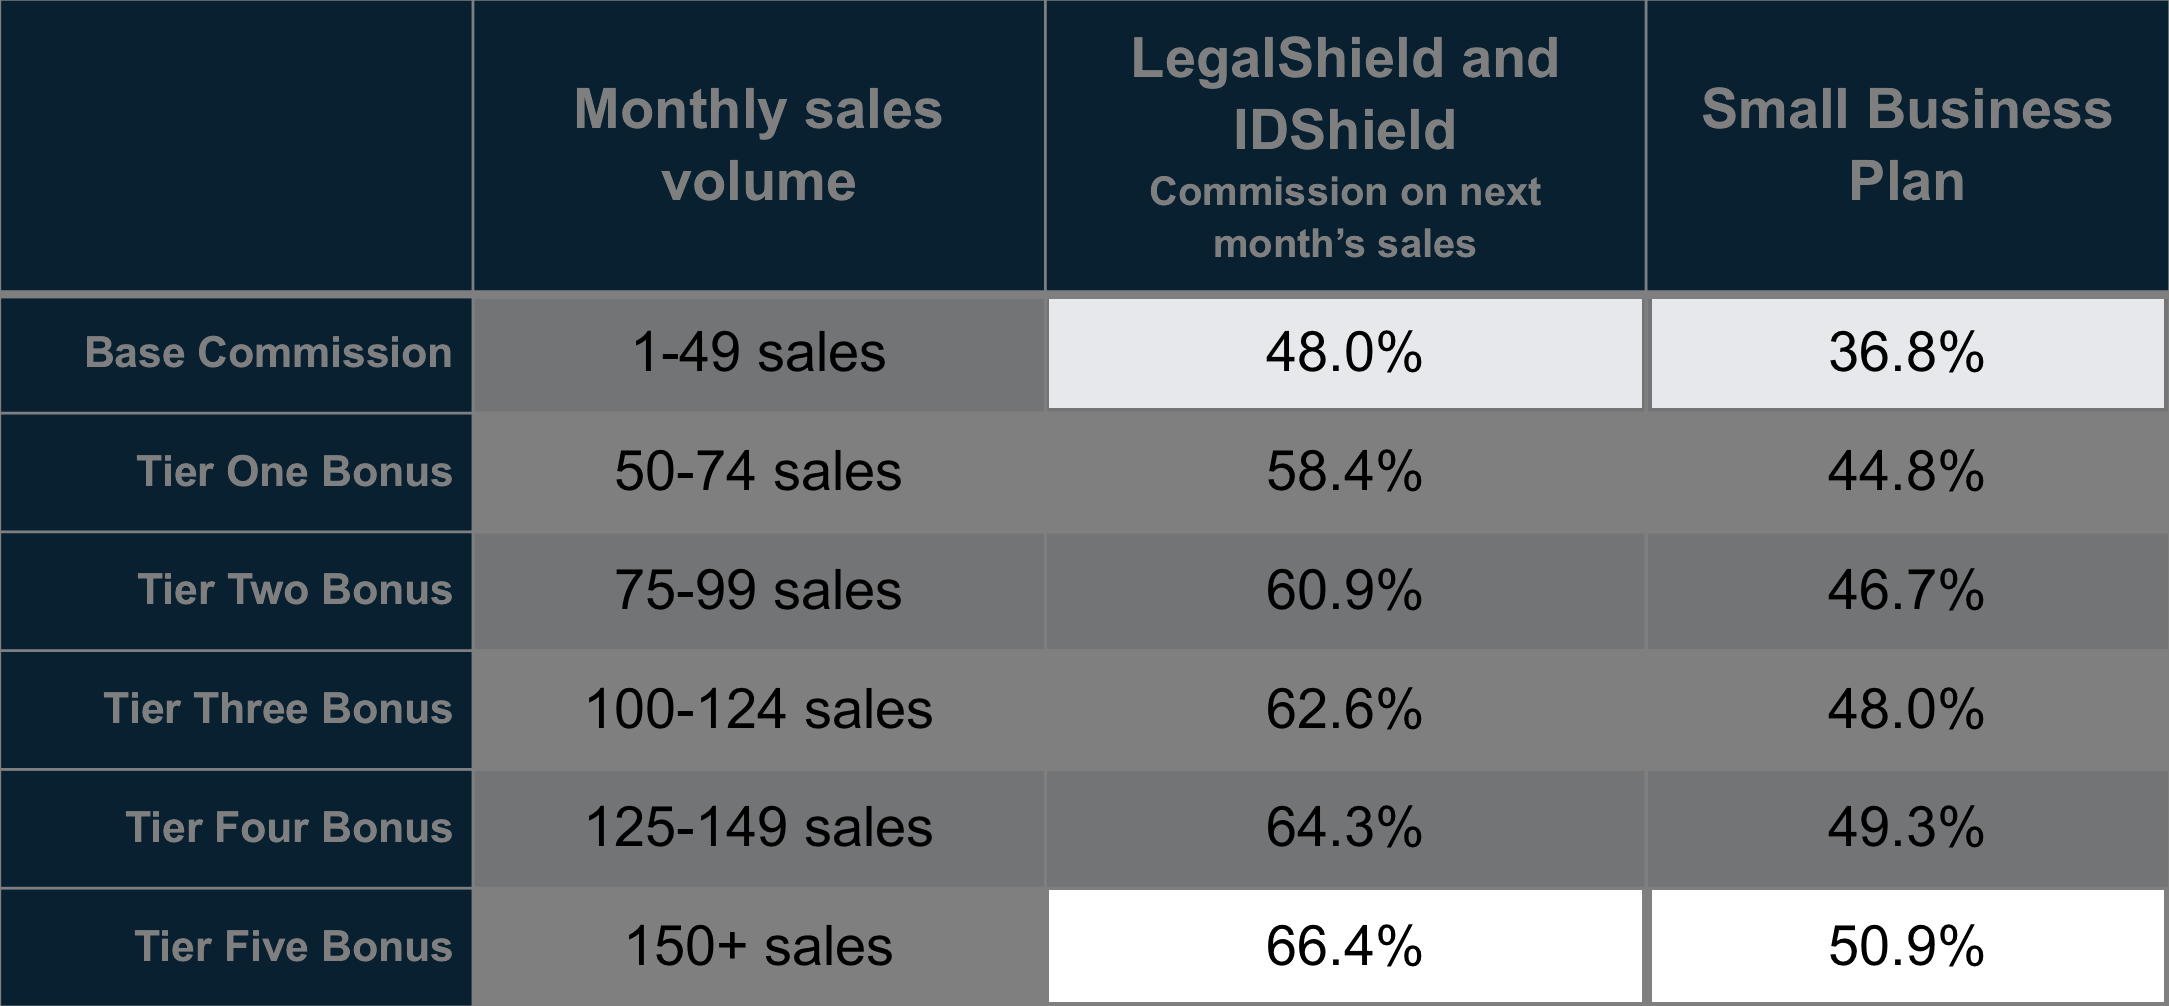 Monthly sales
volume
LegalShield and
IDShield
Commission on next
month’s sales
Small Business
Plan
Base Commission 1-49 sales 48.0% 36.8%
Tier One Bonus 50-74 sales 58.4% 44.8%
Tier Two Bonus 75-99 sales 60.9% 46.7%
Tier Three Bonus 100-124 sales 62.6% 48.0%
Tier Four Bonus 125-149 sales 64.3% 49.3%
Tier Five Bonus 150+ sales 66.4% 50.9%